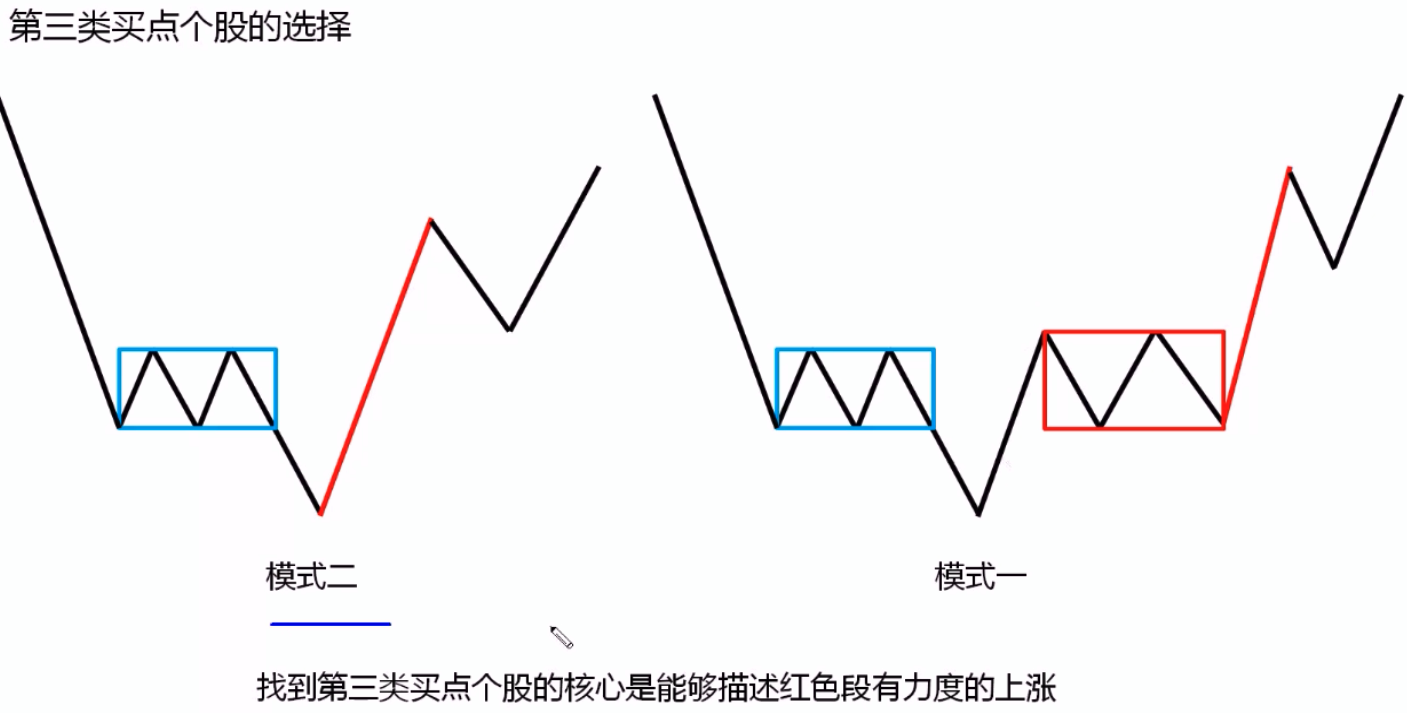 第三类买点个股的选择
模式二
模式一
找到第三类买点个股的核心是能够描述红色段有力度的上涨